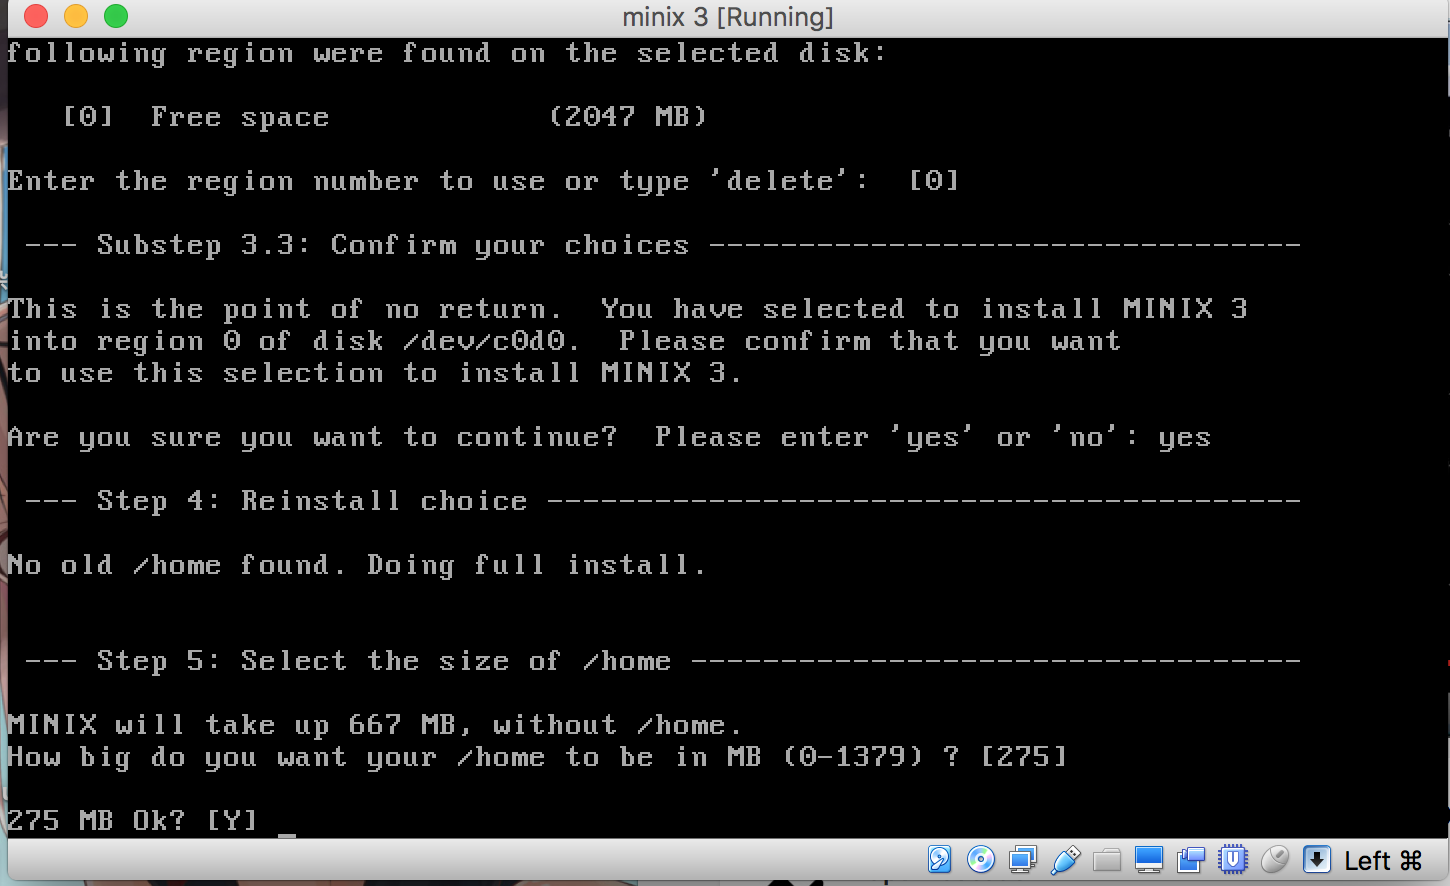 minix 3 [Running]
following region were found on the selected disk:
[0]  Free space            (2047 MB)
Enter the region number to use or type 'delete':  [0]
--- Substep 3.3: Confirm your choices ---------------------------------
This is the point of no return.  You have selected to install MINIX 3
into region 0 of disk /dev/c0d0.  Please confirm that you want
to use this selection to install MINIX 3.
Are you sure you want to continue?  Please enter 'yes' or 'no': yes
--- Step 4: Reinstall choice ------------------------------------------
No old /home found. Doing full install.
--- Step 5: Select the size of /home ----------------------------------
MINIX will take up 667 MB, without /home.
How big do you want your /home to be in MB (0-1379) ? [275]
275 MB Ok? [Y] _
Left ⌘